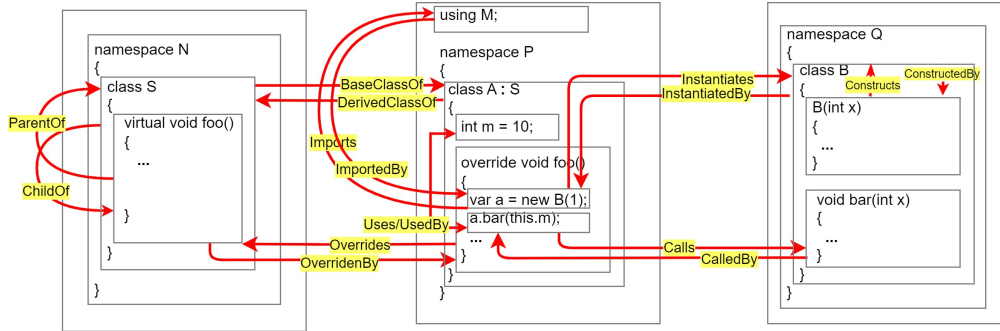 namespace N
{
class S
{
virtual void foo()
{
...
}
}
}
ParentOf
ChildOf
BaseClassOf
DerivedClassOf
Imports
ImportedBy
Uses/UsedBy
Overrides
OverridenBy
using M;
namespace P
{
class A : S
{
int m = 10;
override void foo()
{
var a = new B(1);
a.bar(this.m);
...
}
}
}
Instantiates
InstantiatedBy
Calls
CalledBy
namespace Q
{
class B
{
Constructs
ConstructedBy
B(int x)
{
...
}
void bar(int x)
{
...
}
}
}